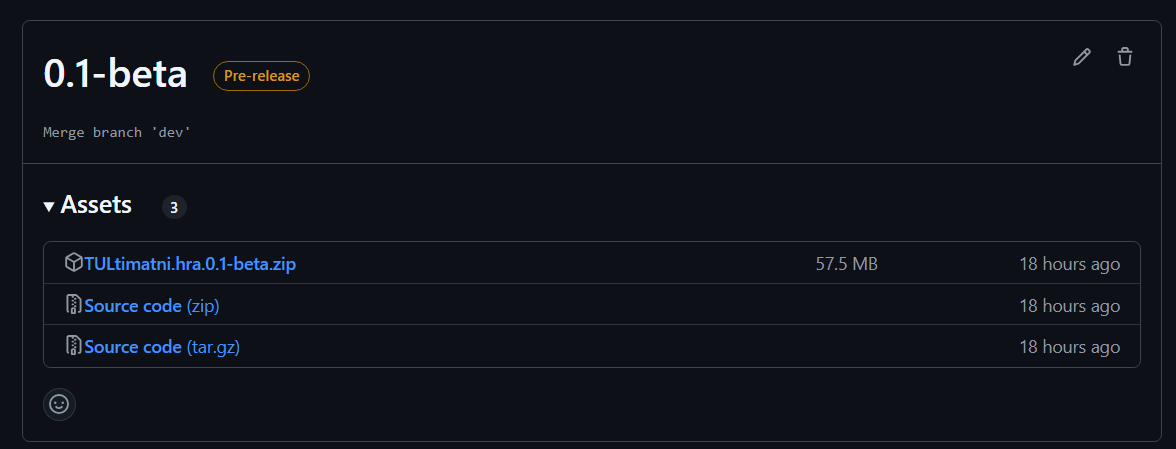 0.1-beta Pre-release
Merge branch 'dev'
Assets 3
TULtimatni.hra.0.1-beta.zip 57.5 MB 18 hours ago
Source code (zip) 18 hours ago
Source code (tar.gz) 18 hours ago